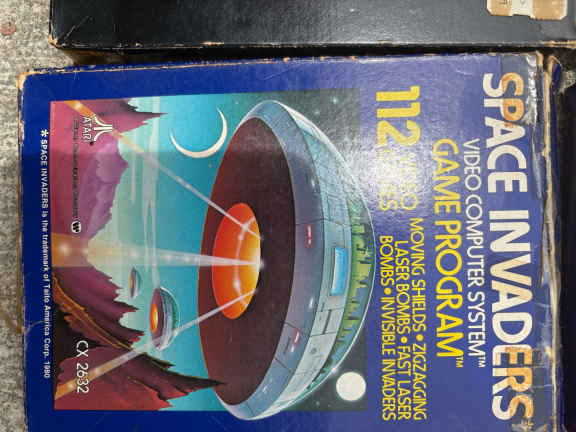 SPACE INVADERS*
VIDEO COMPUTER SYSTEM™
GAME PROGRAM™
112 VIDEO
GAMES
MOVING SHIELDS • ZIGZAGGING
LASER BOMBS • FAST LASER
BOMBS • INVISIBLE INVADERS
ATARI
CX 2632
* SPACE INVADERS is the trademark of Taito America Corp. 1980